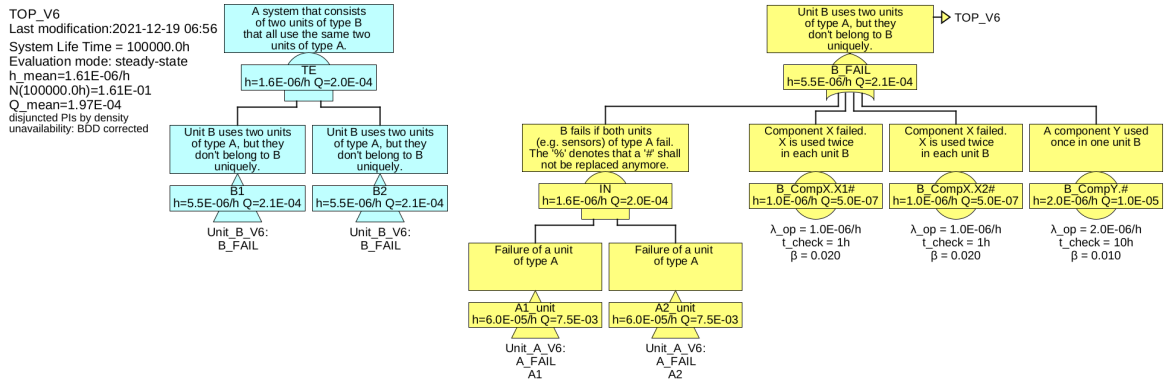 TOP_V6
Last modification:2021-12-19 06:56
System Life Time = 100000.0h
Evaluation mode: steady-state
h_mean=1.61E-06/h
N(100000.0h)=1.61E-01
Q_mean=1.97E-04
disjuncted PIs by density
unavailability: BDD corrected
A system that consists
of two units of type B
that all use the same two
units of type A.
TE
h=1.6E-06/h Q=2.0E-04
Unit B uses two units
of type A, but they
don't belong to B
uniquely.
B1
h=5.5E-06/h Q=2.1E-04
Unit_B_V6:
B_FAIL
Unit B uses two units
of type A, but they
don't belong to B
uniquely.
B2
h=5.5E-06/h Q=2.1E-04
Unit_B_V6:
B_FAIL
Unit B uses two units
of type A, but they
don't belong to B
uniquely.
TOP_V6
B_FAIL
h=5.5E-06/h Q=2.1E-04
B fails if both units
(e.g. sensors) of type A fail.
The '%' denotes that a '#' shall
not be replaced anymore.
IN
h=1.6E-06/h Q=2.0E-04
Failure of a unit
of type A
A1_unit
h=6.0E-05/h Q=7.5E-03
Unit_A_V6:
A_FAIL
A1
Failure of a unit
of type A
A2_unit
h=6.0E-05/h Q=7.5E-03
Unit_A_V6:
A_FAIL
A2
Component X failed.
X is used twice
in each unit B
B_CompX.X1#
h=1.0E-06/h Q=5.0E-07
λ_op = 1.0E-06/h
t_check = 1h
β = 0.020
Component X failed.
X is used twice
in each unit B
B_CompX.X2#
h=1.0E-06/h Q=5.0E-07
λ_op = 1.0E-06/h
t_check = 1h
β = 0.020
A component Y used
once in one unit B
B_CompY.#
h=2.0E-06/h Q=1.0E-05
λ_op = 2.0E-06/h
t_check = 10h
β = 0.010